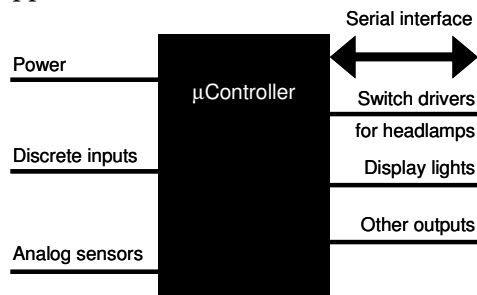 Serial interface
Power
μController
Switch drivers
for headlamps
Discrete inputs
Display lights
Other outputs
Analog sensors